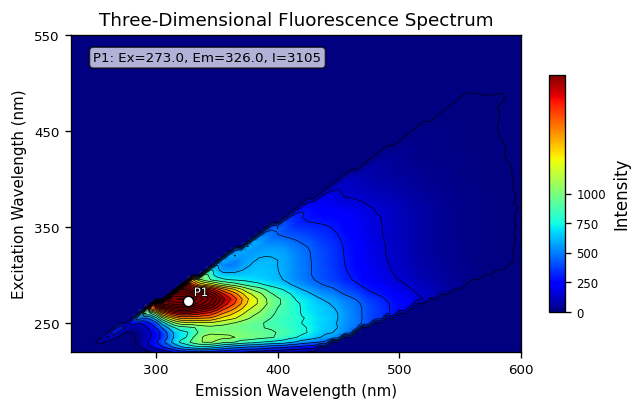 Three-Dimensional Fluorescence Spectrum
P1: Ex=273.0, Em=326.0, I=3105
P1
550
450
350
250
300
400
500
600
Excitation Wavelength (nm)
Emission Wavelength (nm)
1000
750
500
250
0
Intensity